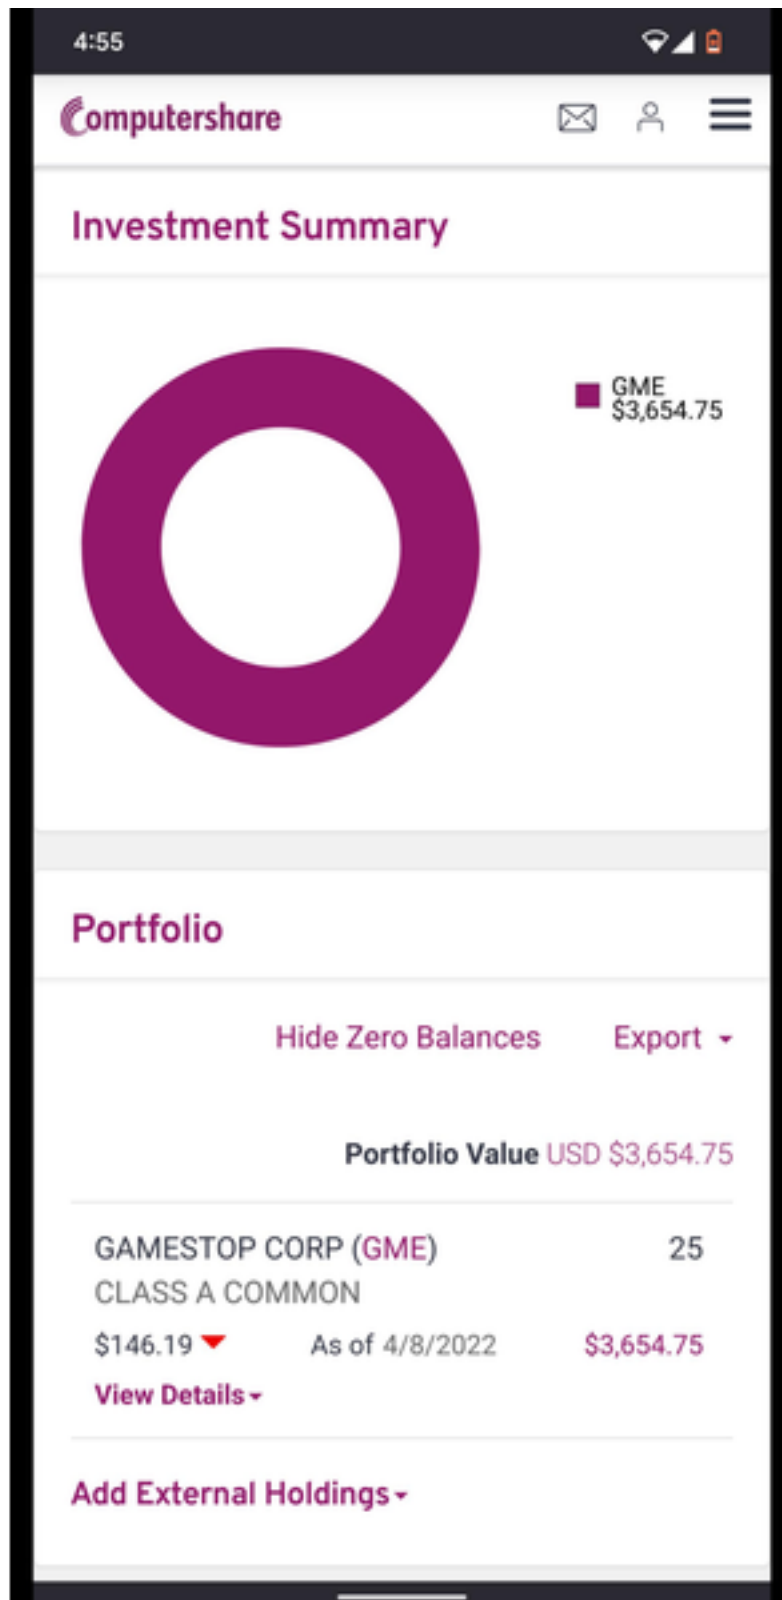 4:55
Computershare
Investment Summary
GME
$3,654.75
Portfolio
Hide Zero Balances Export
Portfolio Value USD $3,654.75
GAMESTOP CORP (GME) 25
CLASS A COMMON
$146.19 As of 4/8/2022 $3,654.75
View Details
Add External Holdings